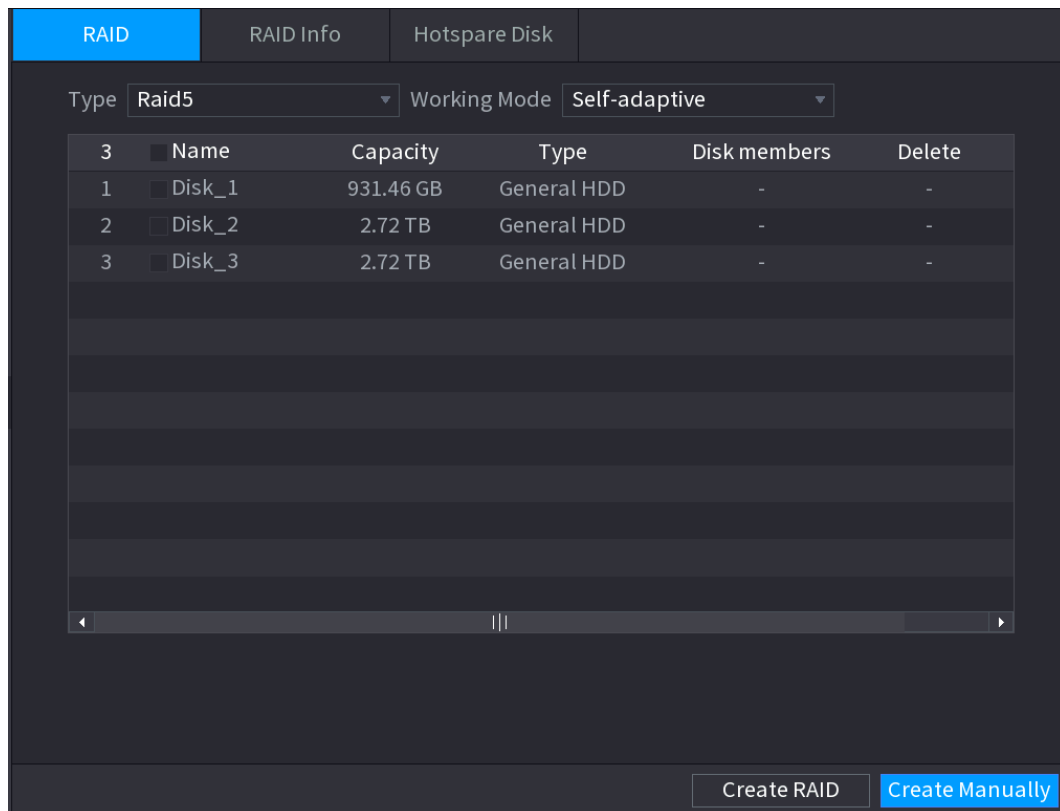 RAID RAID Info Hotspare Disk
Type Raid5 Working Mode Self-adaptive
3 Name Capacity Type Disk members Delete
1 Disk_1 931.46 GB General HDD - -
2 Disk_2 2.72 TB General HDD - -
3 Disk_3 2.72 TB General HDD - -
Create RAID Create Manually